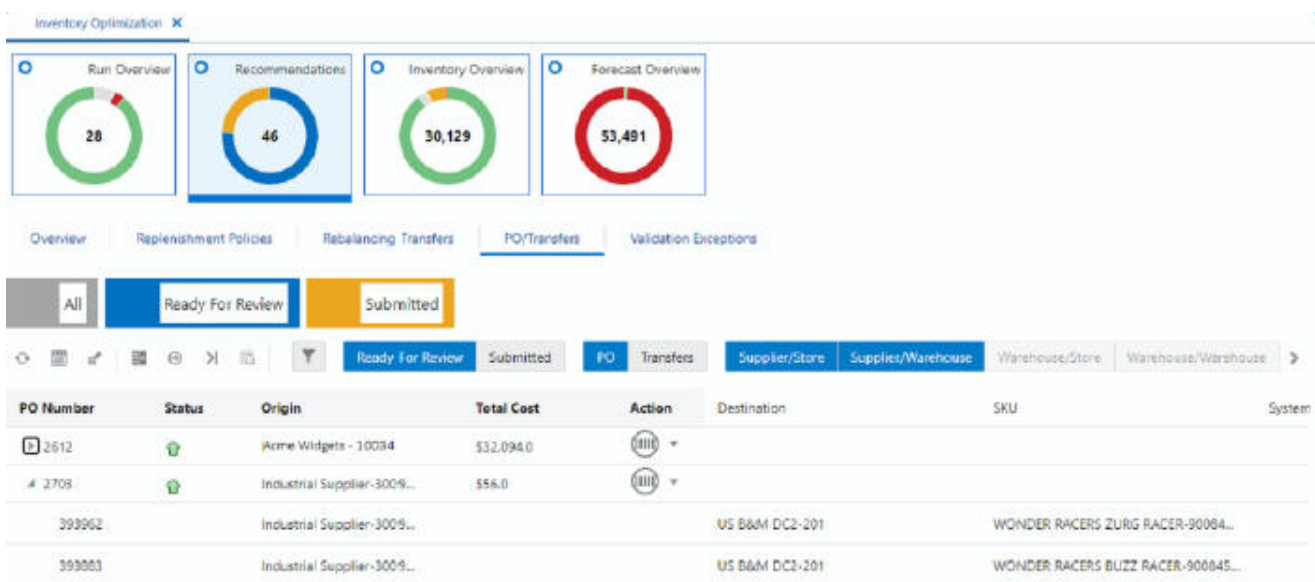 Inventory Optimization ×
Run Overview Recommendations Inventory Overview Forecast Overview
28 46 30,129 53,491
Overview Replenishment Policies Rebalancing Transfers PO/Transfers Validation Exceptions
All Ready For Review Submitted
Ready For Review Submitted PO Transfers Supplier/Store Supplier/Warehouse Warehouse/Store Warehouse/Warehouse
PO Number Status Origin Total Cost Action Destination SKU System
2612 Acme Widgets - 10034 $32,094.0
2703 Industrial Supplier-3009... $56.0
393962 Industrial Supplier-3009... US B&M DC2-201 WONDER RACERS ZURG RACER-90084...
393883 Industrial Supplier-3009... US B&M DC2-201 WONDER RACERS BUZZ RACER-900845...